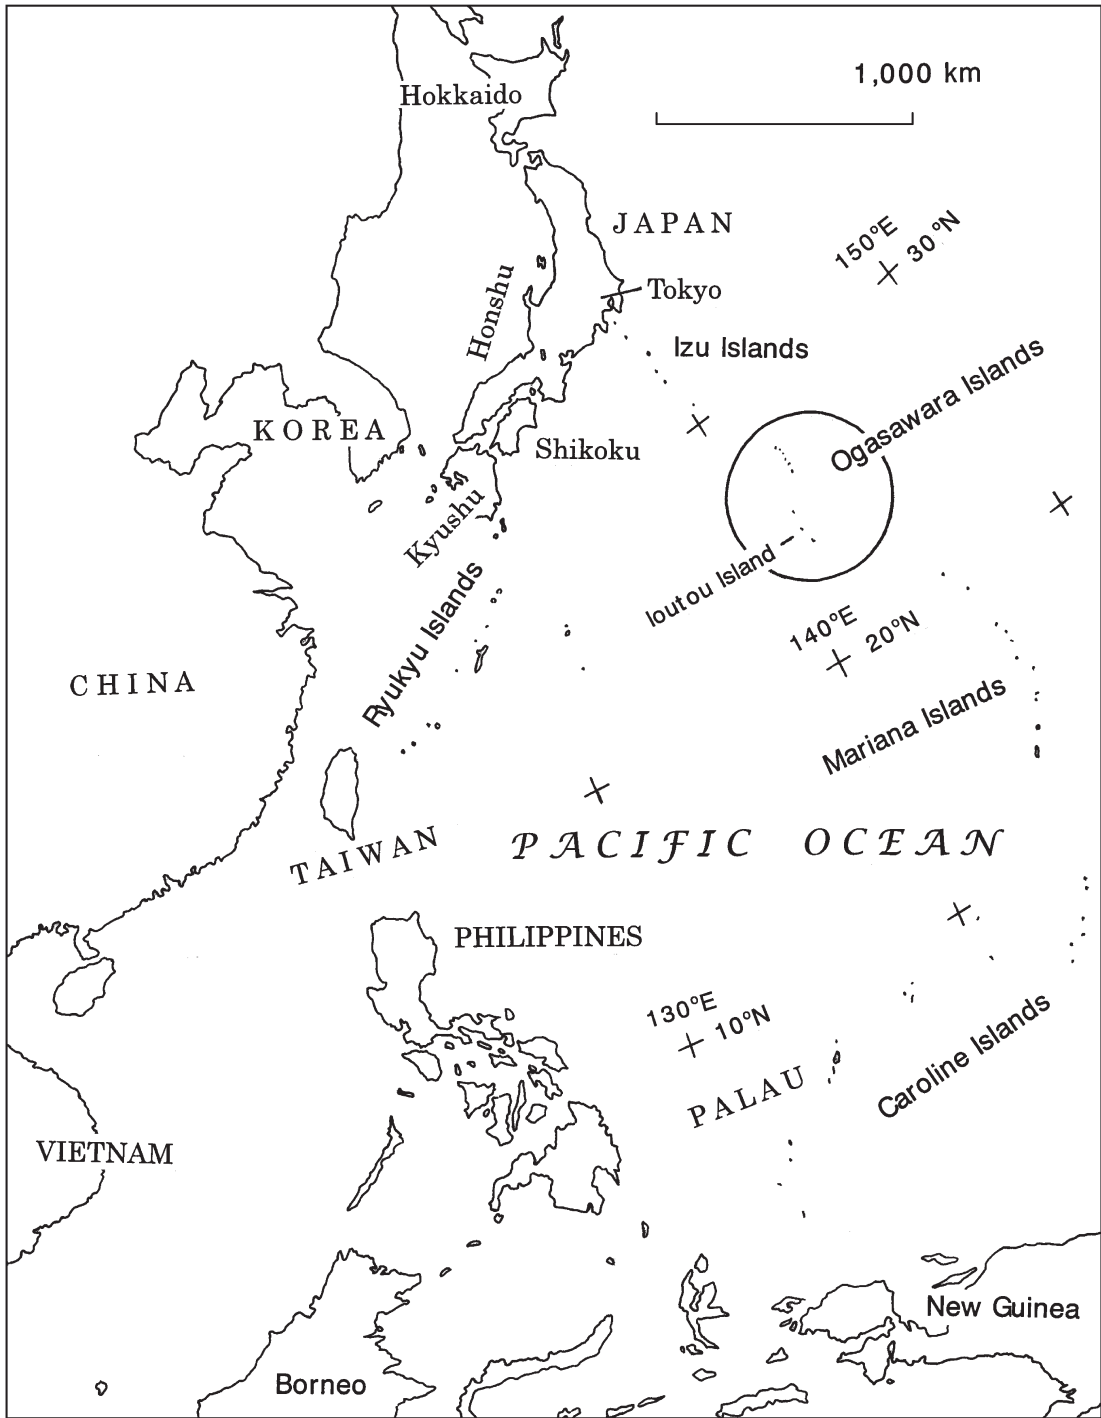 1,000 km
Hokkaido
JAPAN
150°E
30°N
Tokyo
Honshu
Izu Islands
Ogasawara Islands
KOREA
Shikoku
Kyushu
Ioutou Island
Ryukyu Islands
140°E
20°N
CHINA
Mariana Islands
TAIWAN
PACIFIC OCEAN
PHILIPPINES
130°E
10°N
Caroline Islands
PALAU
VIETNAM
New Guinea
Borneo